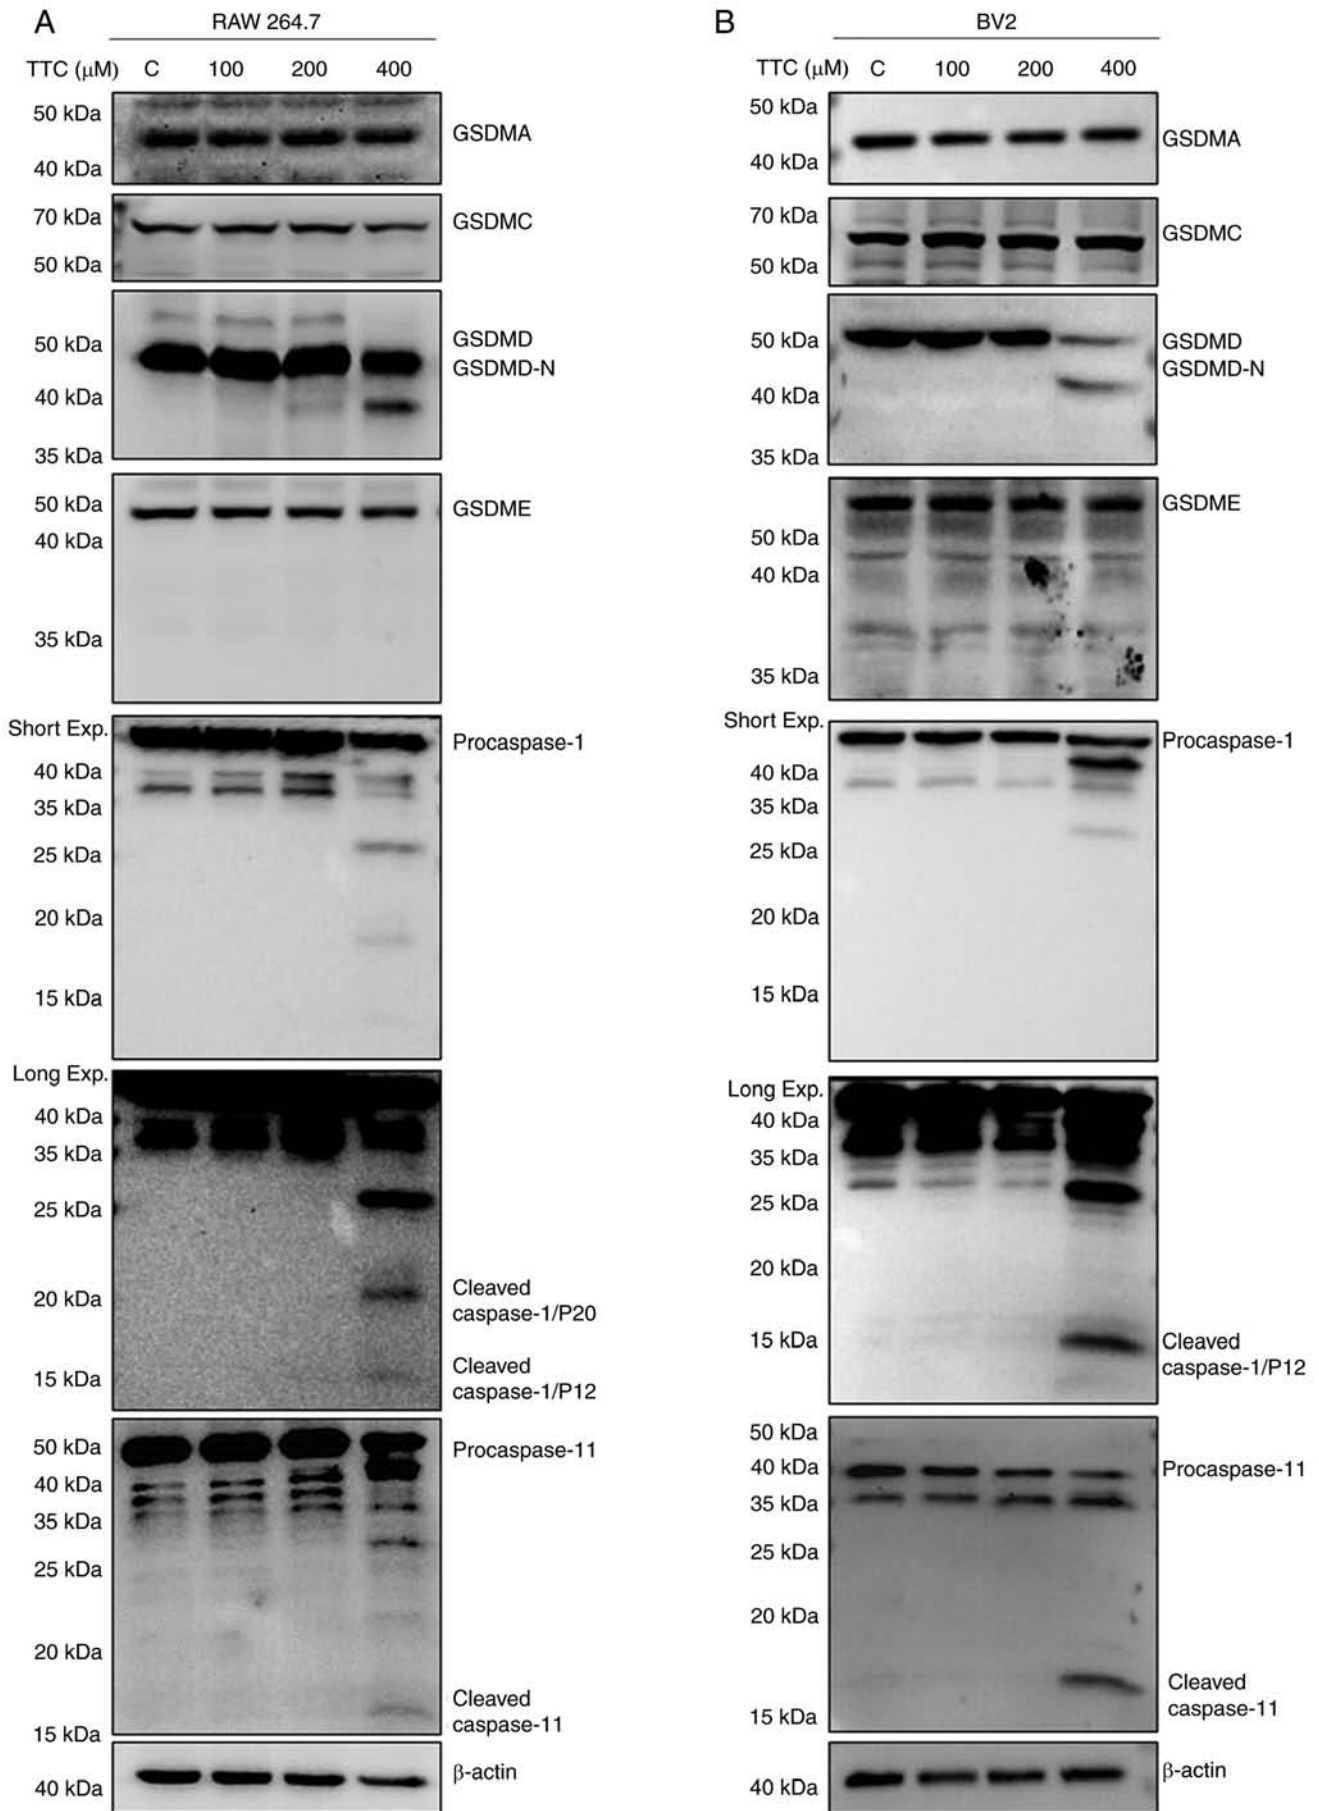 A
RAW 264.7
TTC (μM) C 100 200 400
50 kDa
GSDMA
40 kDa
70 kDa
GSDMC
50 kDa
50 kDa
GSDMD
GSDMD-N
40 kDa
35 kDa
50 kDa
GSDME
40 kDa
35 kDa
Short Exp.
Procaspase-1
40 kDa
35 kDa
25 kDa
20 kDa
15 kDa
Long Exp.
40 kDa
35 kDa
25 kDa
20 kDa
Cleaved
caspase-1/P20
15 kDa
Cleaved
caspase-1/P12
50 kDa
Procaspase-11
40 kDa
35 kDa
25 kDa
20 kDa
Cleaved
caspase-11
15 kDa
β-actin
40 kDa
B
BV2
TTC (μM) C 100 200 400
50 kDa
GSDMA
40 kDa
70 kDa
GSDMC
50 kDa
50 kDa
GSDMD
GSDMD-N
40 kDa
35 kDa
GSDME
50 kDa
40 kDa
35 kDa
Short Exp.
Procaspase-1
40 kDa
35 kDa
25 kDa
20 kDa
15 kDa
Long Exp.
40 kDa
35 kDa
25 kDa
20 kDa
15 kDa
Cleaved
caspase-1/P12
50 kDa
40 kDa
Procaspase-11
35 kDa
25 kDa
20 kDa
Cleaved
caspase-11
15 kDa
β-actin
40 kDa